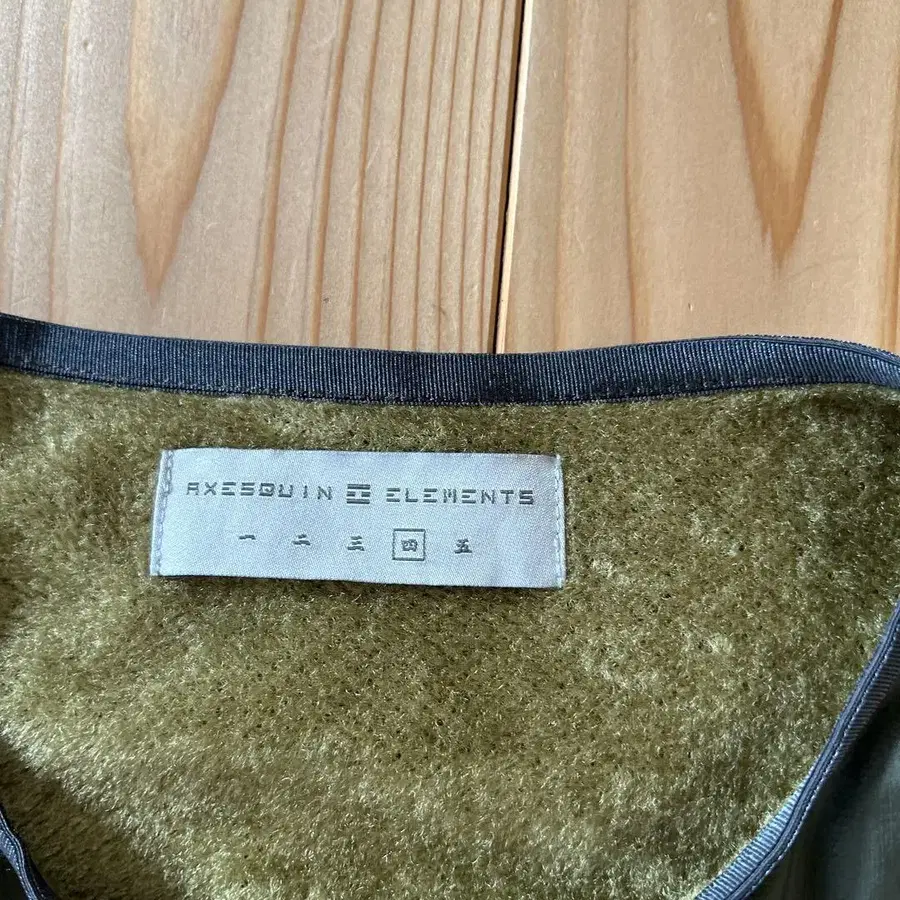 AXESQUIN ELEMENTS
一 二 三 四 五